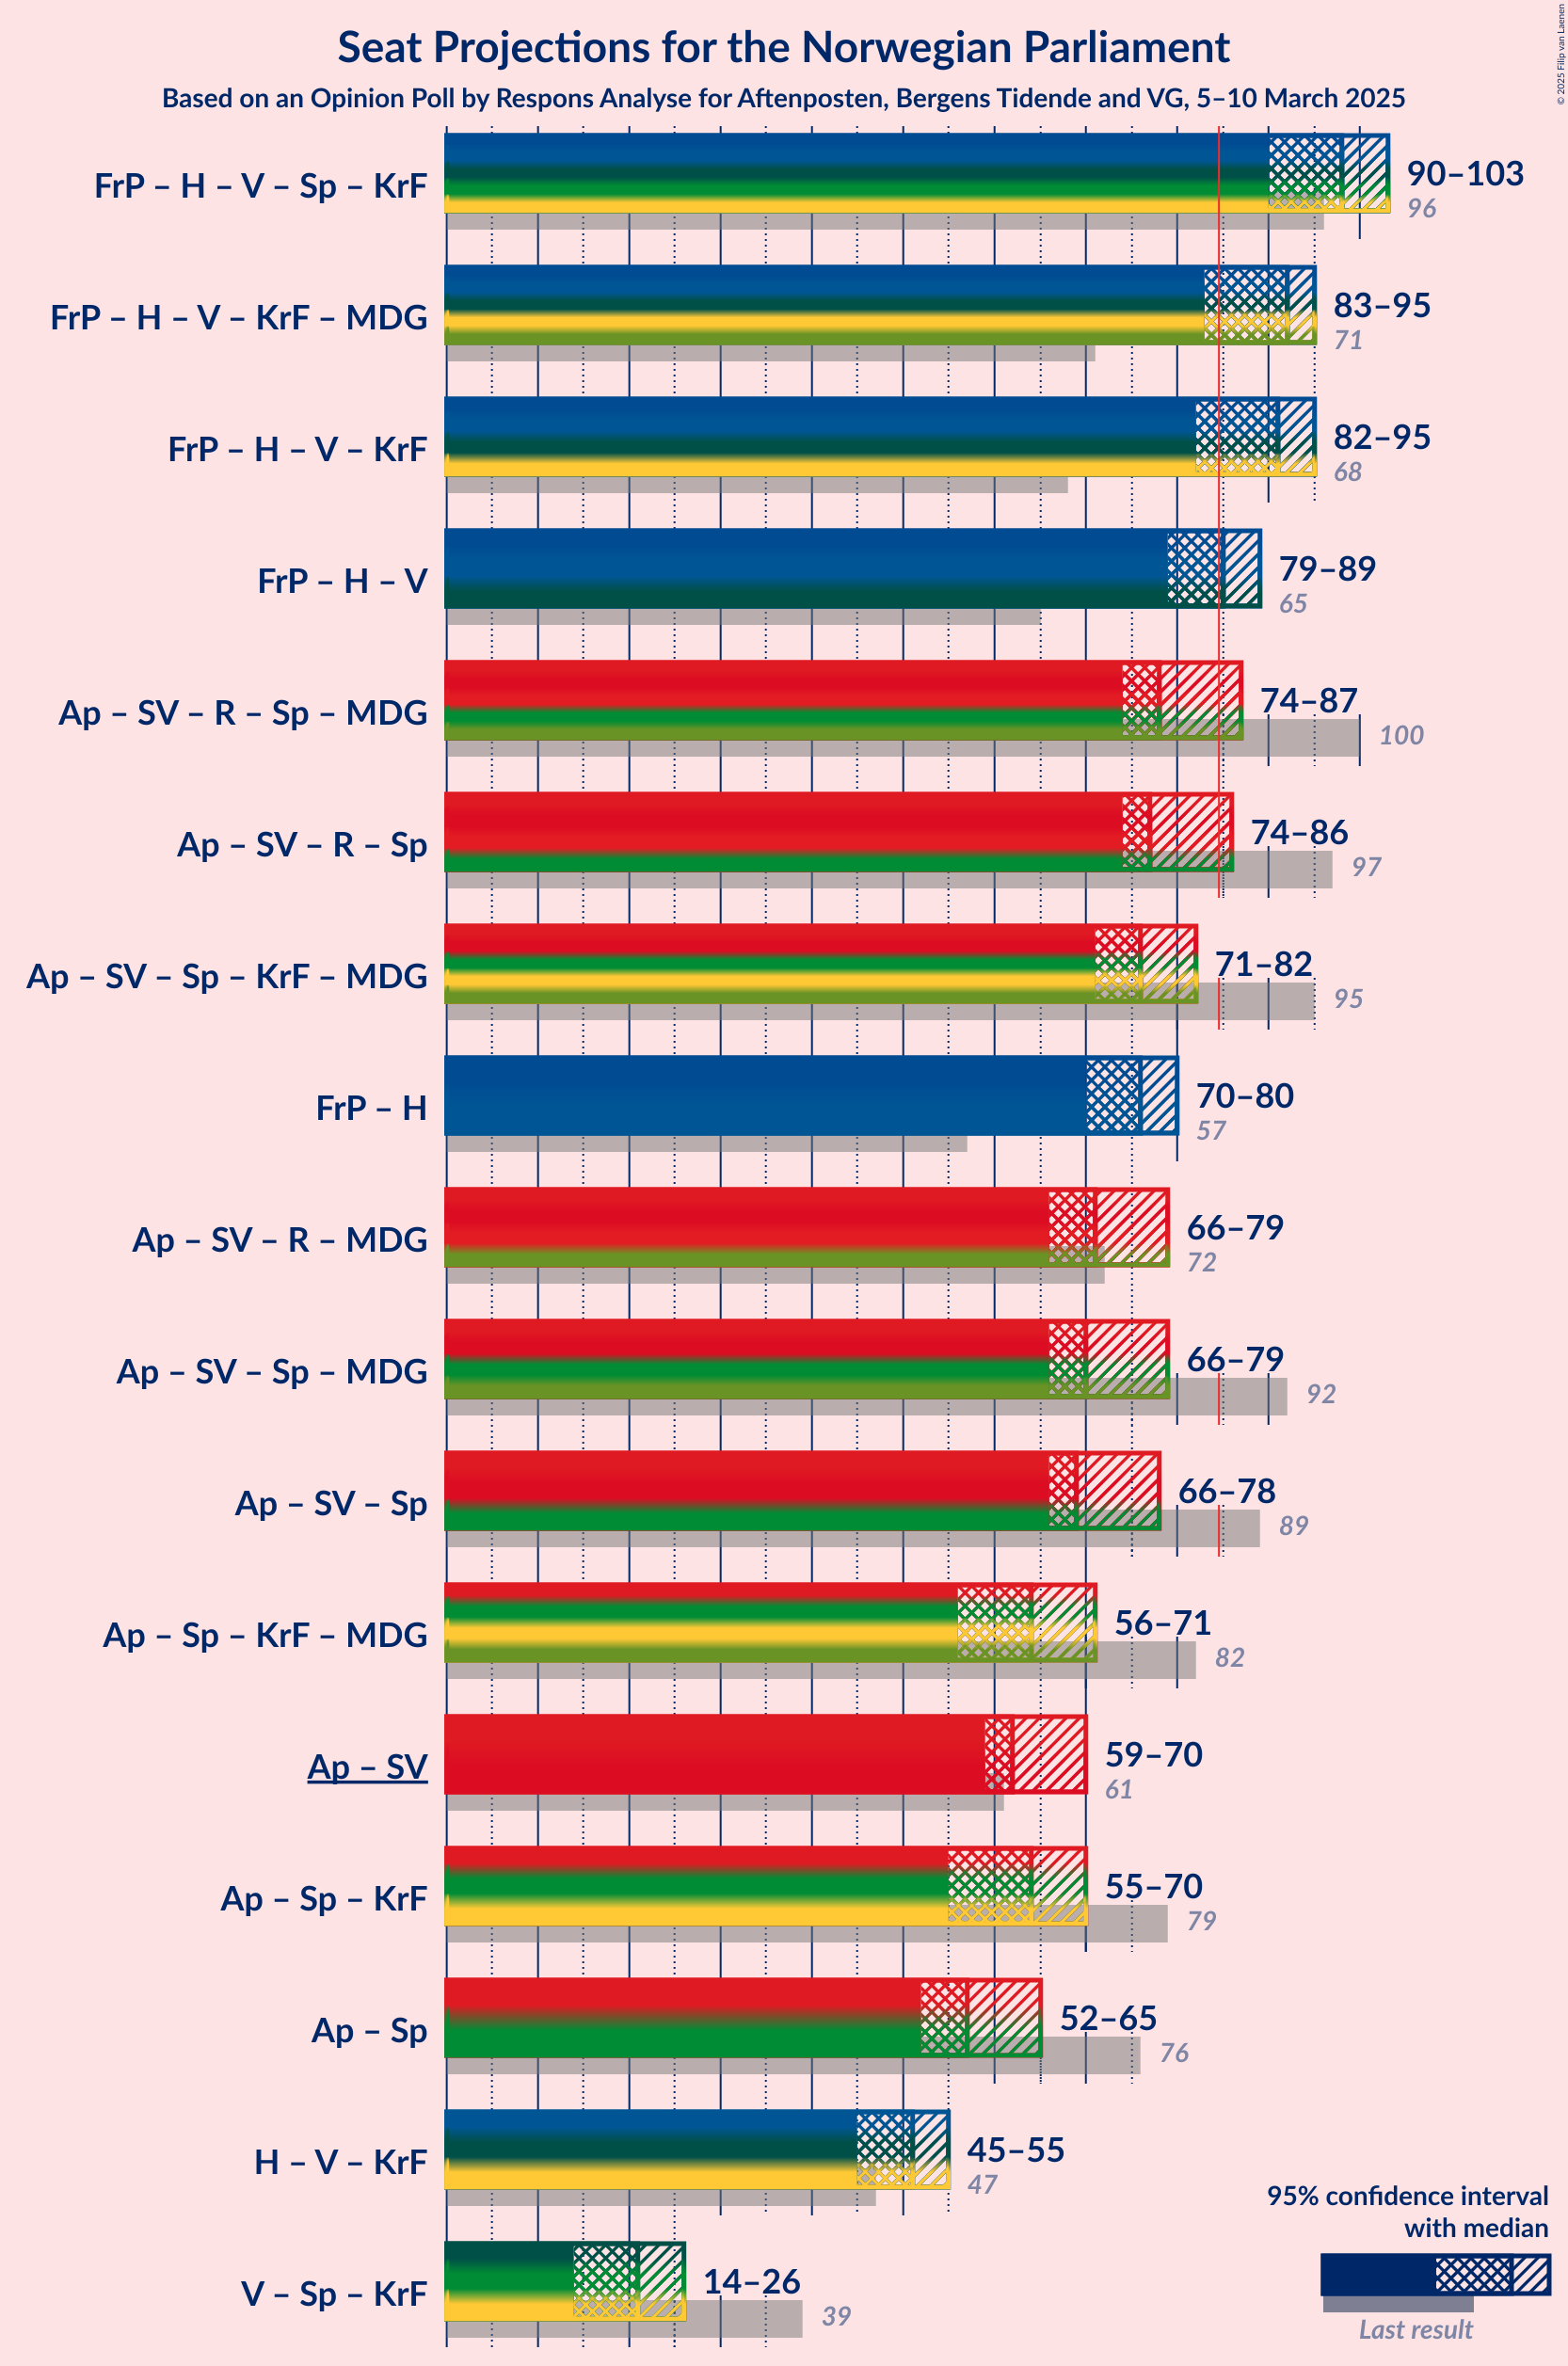 © 2025 Filip van Laenen
Seat Projections for the Norwegian Parliament
Based on an Opinion Poll by Respons Analyse for Aftenposten, Bergens Tidende and VG, 5–10 March 2025
FrP – H – V – Sp – KrF
90–103
96
FrP – H – V – KrF – MDG
83–95
71
FrP – H – V – KrF
82–95
68
FrP – H – V
79–89
65
Ap – SV – R – Sp – MDG
74–87
100
Ap – SV – R – Sp
74–86
97
Ap – SV – Sp – KrF – MDG
71–82
95
FrP – H
70–80
57
Ap – SV – R – MDG
66–79
72
Ap – SV – Sp – MDG
66–79
92
Ap – SV – Sp
66–78
89
Ap – Sp – KrF – MDG
56–71
82
Ap – SV
59–70
61
Ap – Sp – KrF
55–70
79
Ap – Sp
52–65
76
H – V – KrF
45–55
47
V – Sp – KrF
14–26
39
95% confidence interval
with median
Last result